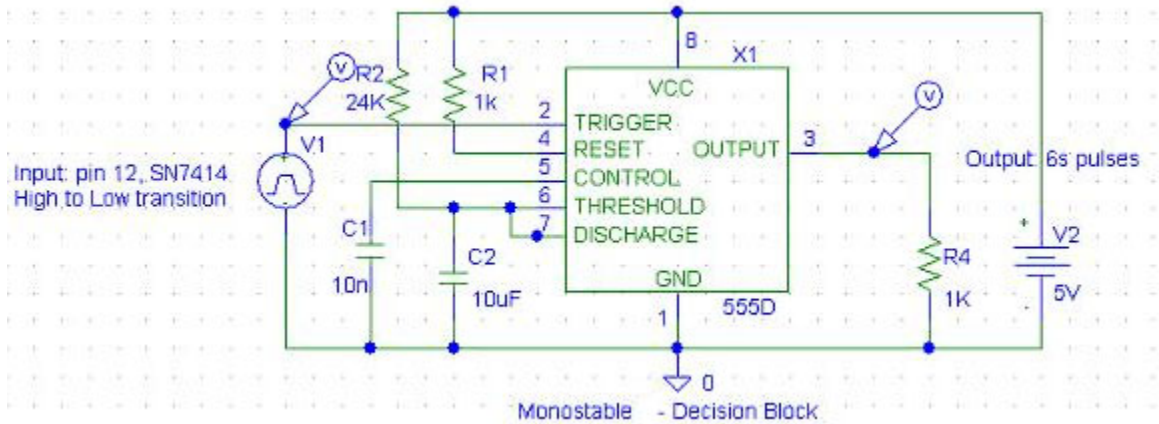 8
X1
V
R2
24K
R1
1k
VCC
V
2
TRIGGER
V1
4
RESET
OUTPUT
3
Input: pin 12, SN7414
High to Low transition
Output: 6s pulses
5
CONTROL
6
THRESHOLD
7
DISCHARGE
C1
10n
C2
10uF
GND
1
555D
R4
1K
+
V2
5V
-
0
Monostable - Decision Block